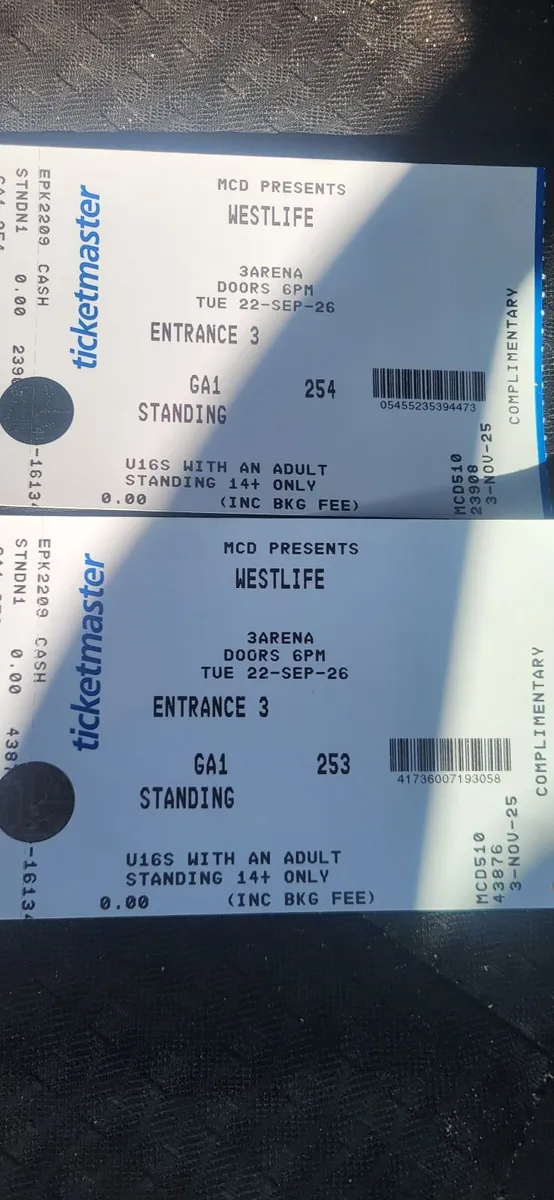 MCD PRESENTS
WESTLIFE
3ARENA
DOORS 6PM
TUE 22-SEP-26
ENTRANCE 3
GA1 254
STANDING
U16S WITH AN ADULT
STANDING 14+ ONLY
0.00 (INC BKG FEE)
ticketmaster
EPK2209 CASH
STNDN1 0.00
05455235394473
COMPLIMENTARY
MCD510
23908
3-NOV-25
MCD PRESENTS
WESTLIFE
3ARENA
DOORS 6PM
TUE 22-SEP-26
ENTRANCE 3
GA1 253
STANDING
U16S WITH AN ADULT
STANDING 14+ ONLY
0.00 (INC BKG FEE)
ticketmaster
EPK2209 CASH
STNDN1 0.00
41736007193058
COMPLIMENTARY
MCD510
43876
3-NOV-25